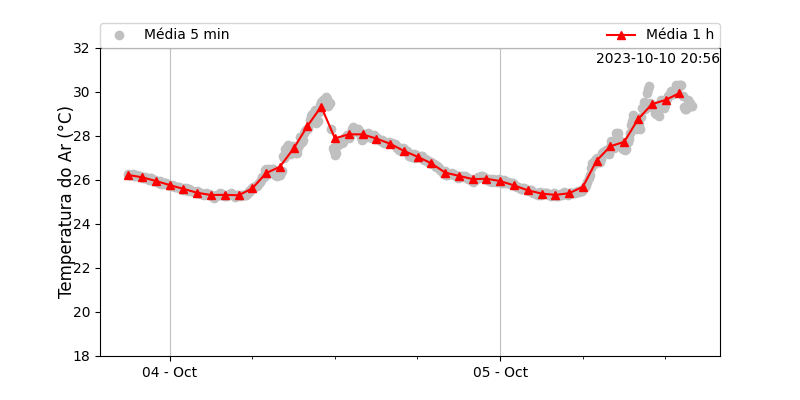 Média 5 min
Média 1 h
2023-10-10 20:56
Temperatura do Ar (°C)
32
30
28
26
24
22
20
18
04 - Oct
05 - Oct